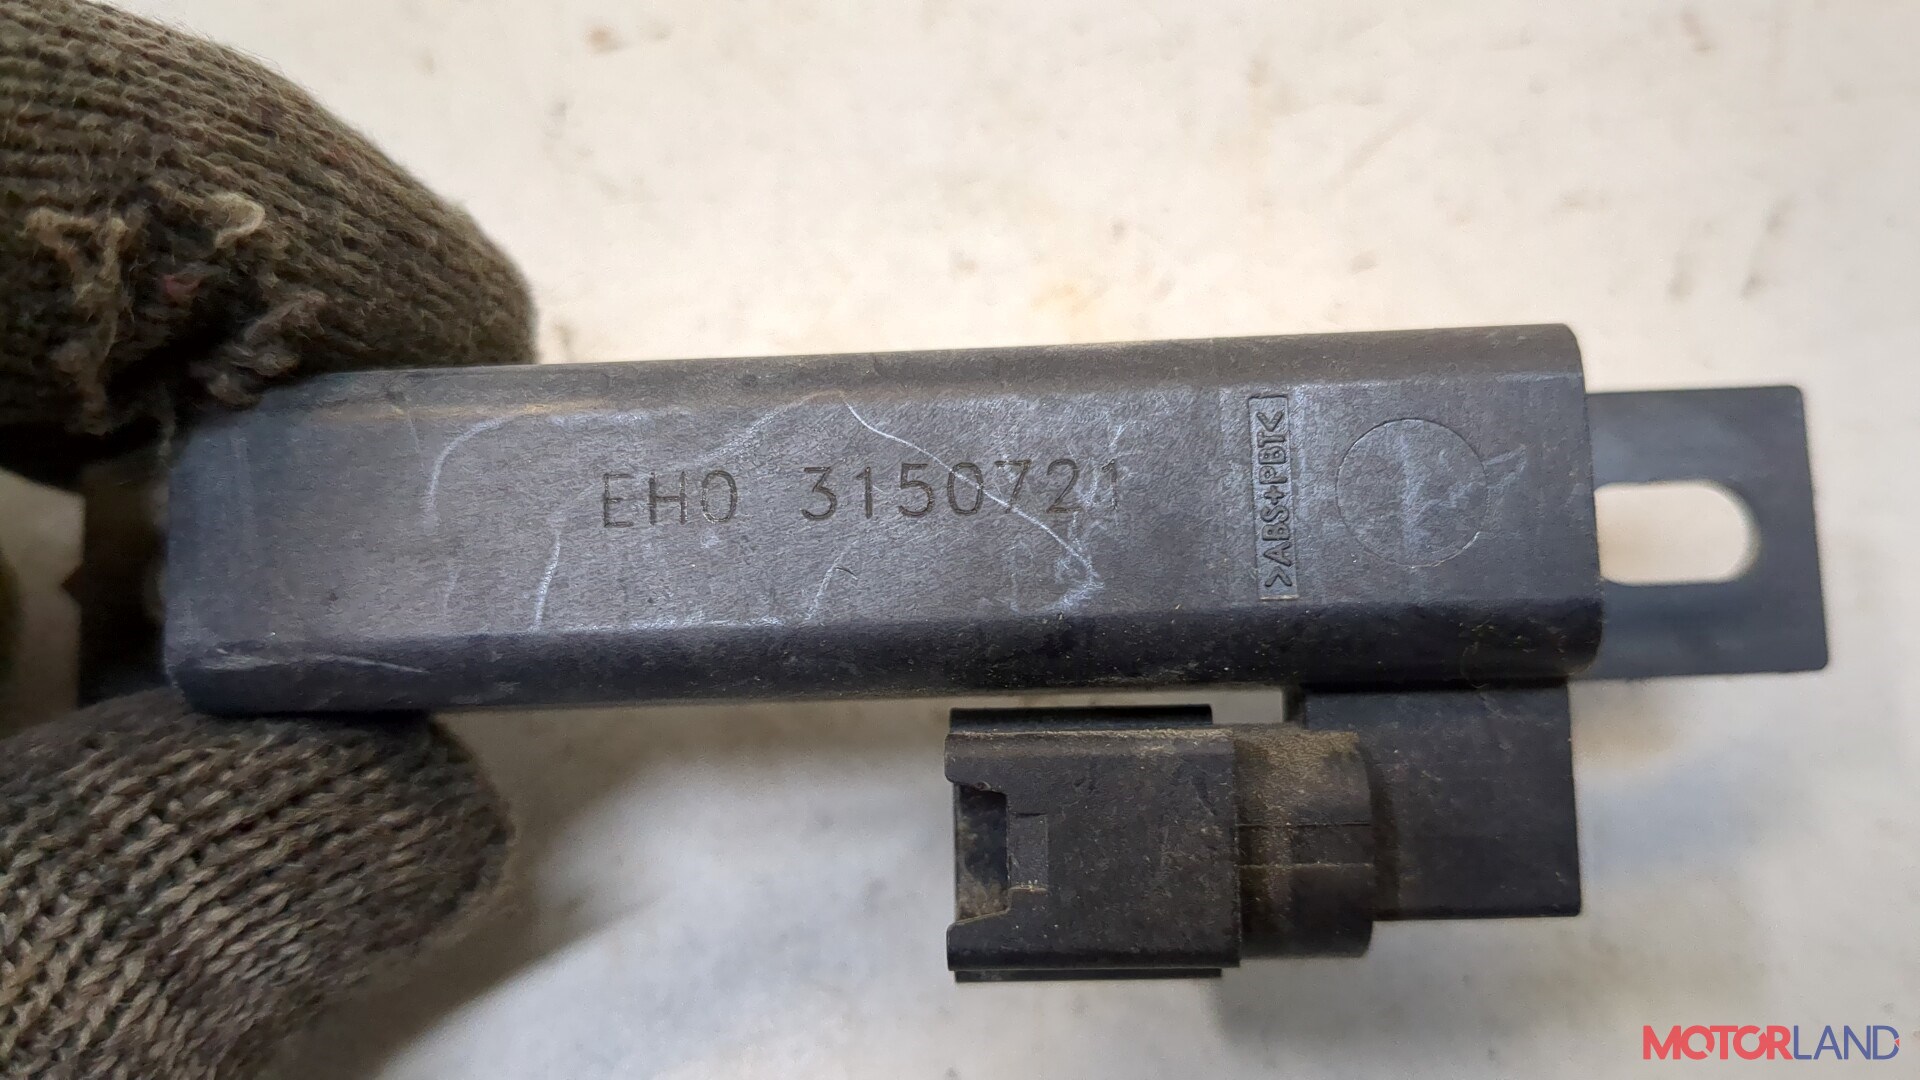 EH0 3150721
>ABS+PBT<
MOTORLAND